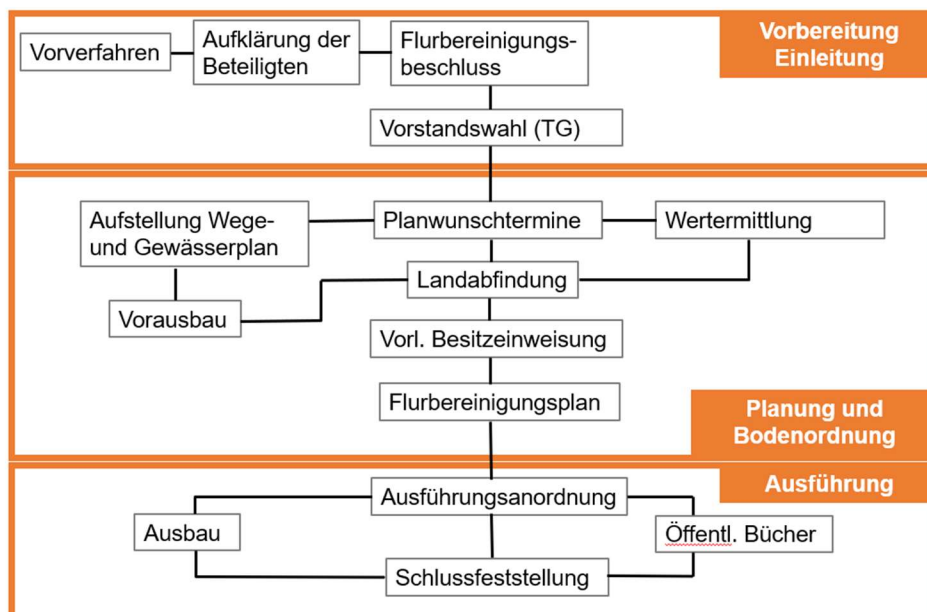 Vorbereitung
Einleitung
Vorverfahren
Aufklärung der
Beteiligten
Flurbereinigungs-
beschluss
Vorstandswahl (TG)
Aufstellung Wege-
und Gewässerplan
Planwunschtermine
Wertermittlung
Landabfindung
Vorausbau
Vorl. Besitzeinweisung
Flurbereinigungsplan
Planung und
Bodenordnung
Ausführung
Ausführungsanordnung
Ausbau
Öffentl. Bücher
Schlussfeststellung